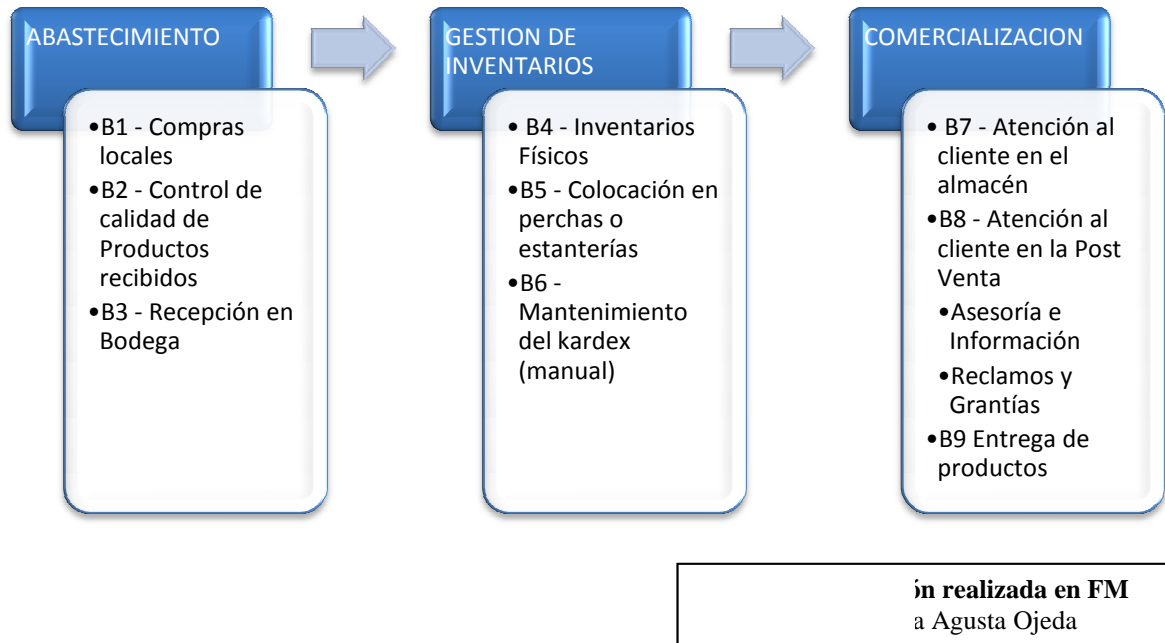 ABASTECIMIENTO
•B1 - Compras
locales
•B2 - Control de
calidad de
Productos
recibidos
•B3 - Recepción en
Bodega
GESTION DE
INVENTARIOS
• B4 - Inventarios
Físicos
•B5 - Colocación en
perchas o
estanterías
•B6 -
Mantenimiento
del kardex
(manual)
COMERCIALIZACION
• B7 - Atención al
cliente en el
almacén
•B8 - Atención al
cliente en la Post
Venta
•Asesoría e
Información
•Reclamos y
Grantías
•B9 Entrega de
productos
realizada en FM
a Agusta Ojeda